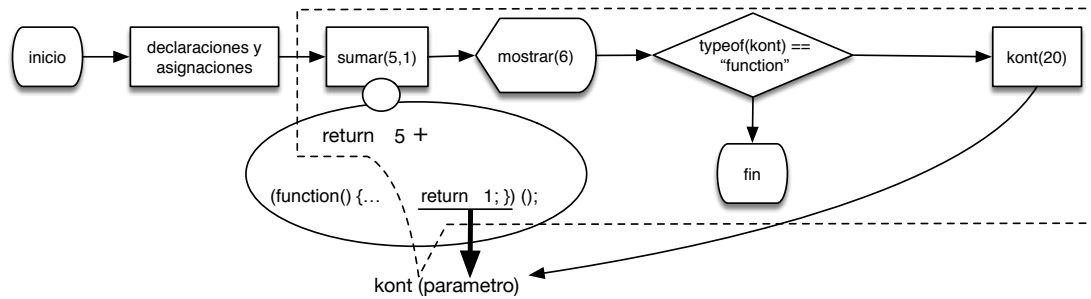 inicio
declaraciones y
asignaciones
sumar(5,1)
mostrar(6)
typeof(kont) ==
“function”
kont(20)
fin
return 5 +
(function() {... return 1; }) ();
kont (parametro)